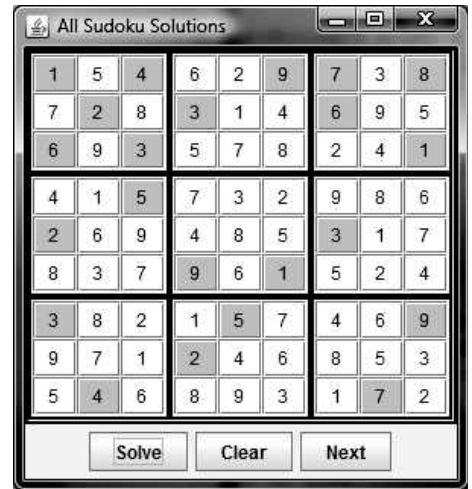 All Sudoku Solutions
1 5 4 6 2 9 7 3 8
7 2 8 3 1 4 6 9 5
6 9 3 5 7 8 2 4 1
4 1 5 7 3 2 9 8 6
2 6 9 4 8 5 3 1 7
8 3 7 9 6 1 5 2 4
3 8 2 1 5 7 4 6 9
9 7 1 2 4 6 8 5 3
5 4 6 8 9 3 1 7 2
Solve Clear Next